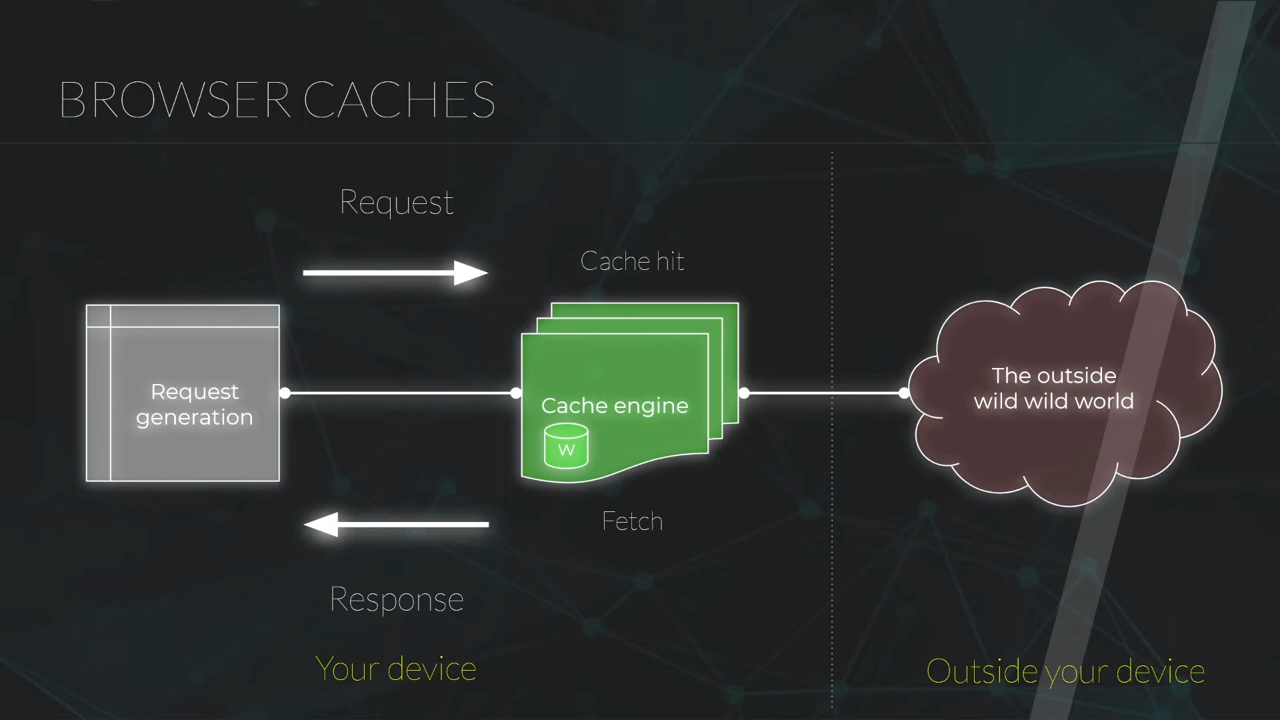 BROWSER CACHES
Request
Cache hit
Request
generation
Cache engine
W
The outside
wild wild world
Fetch
Response
Your device
Outside your device